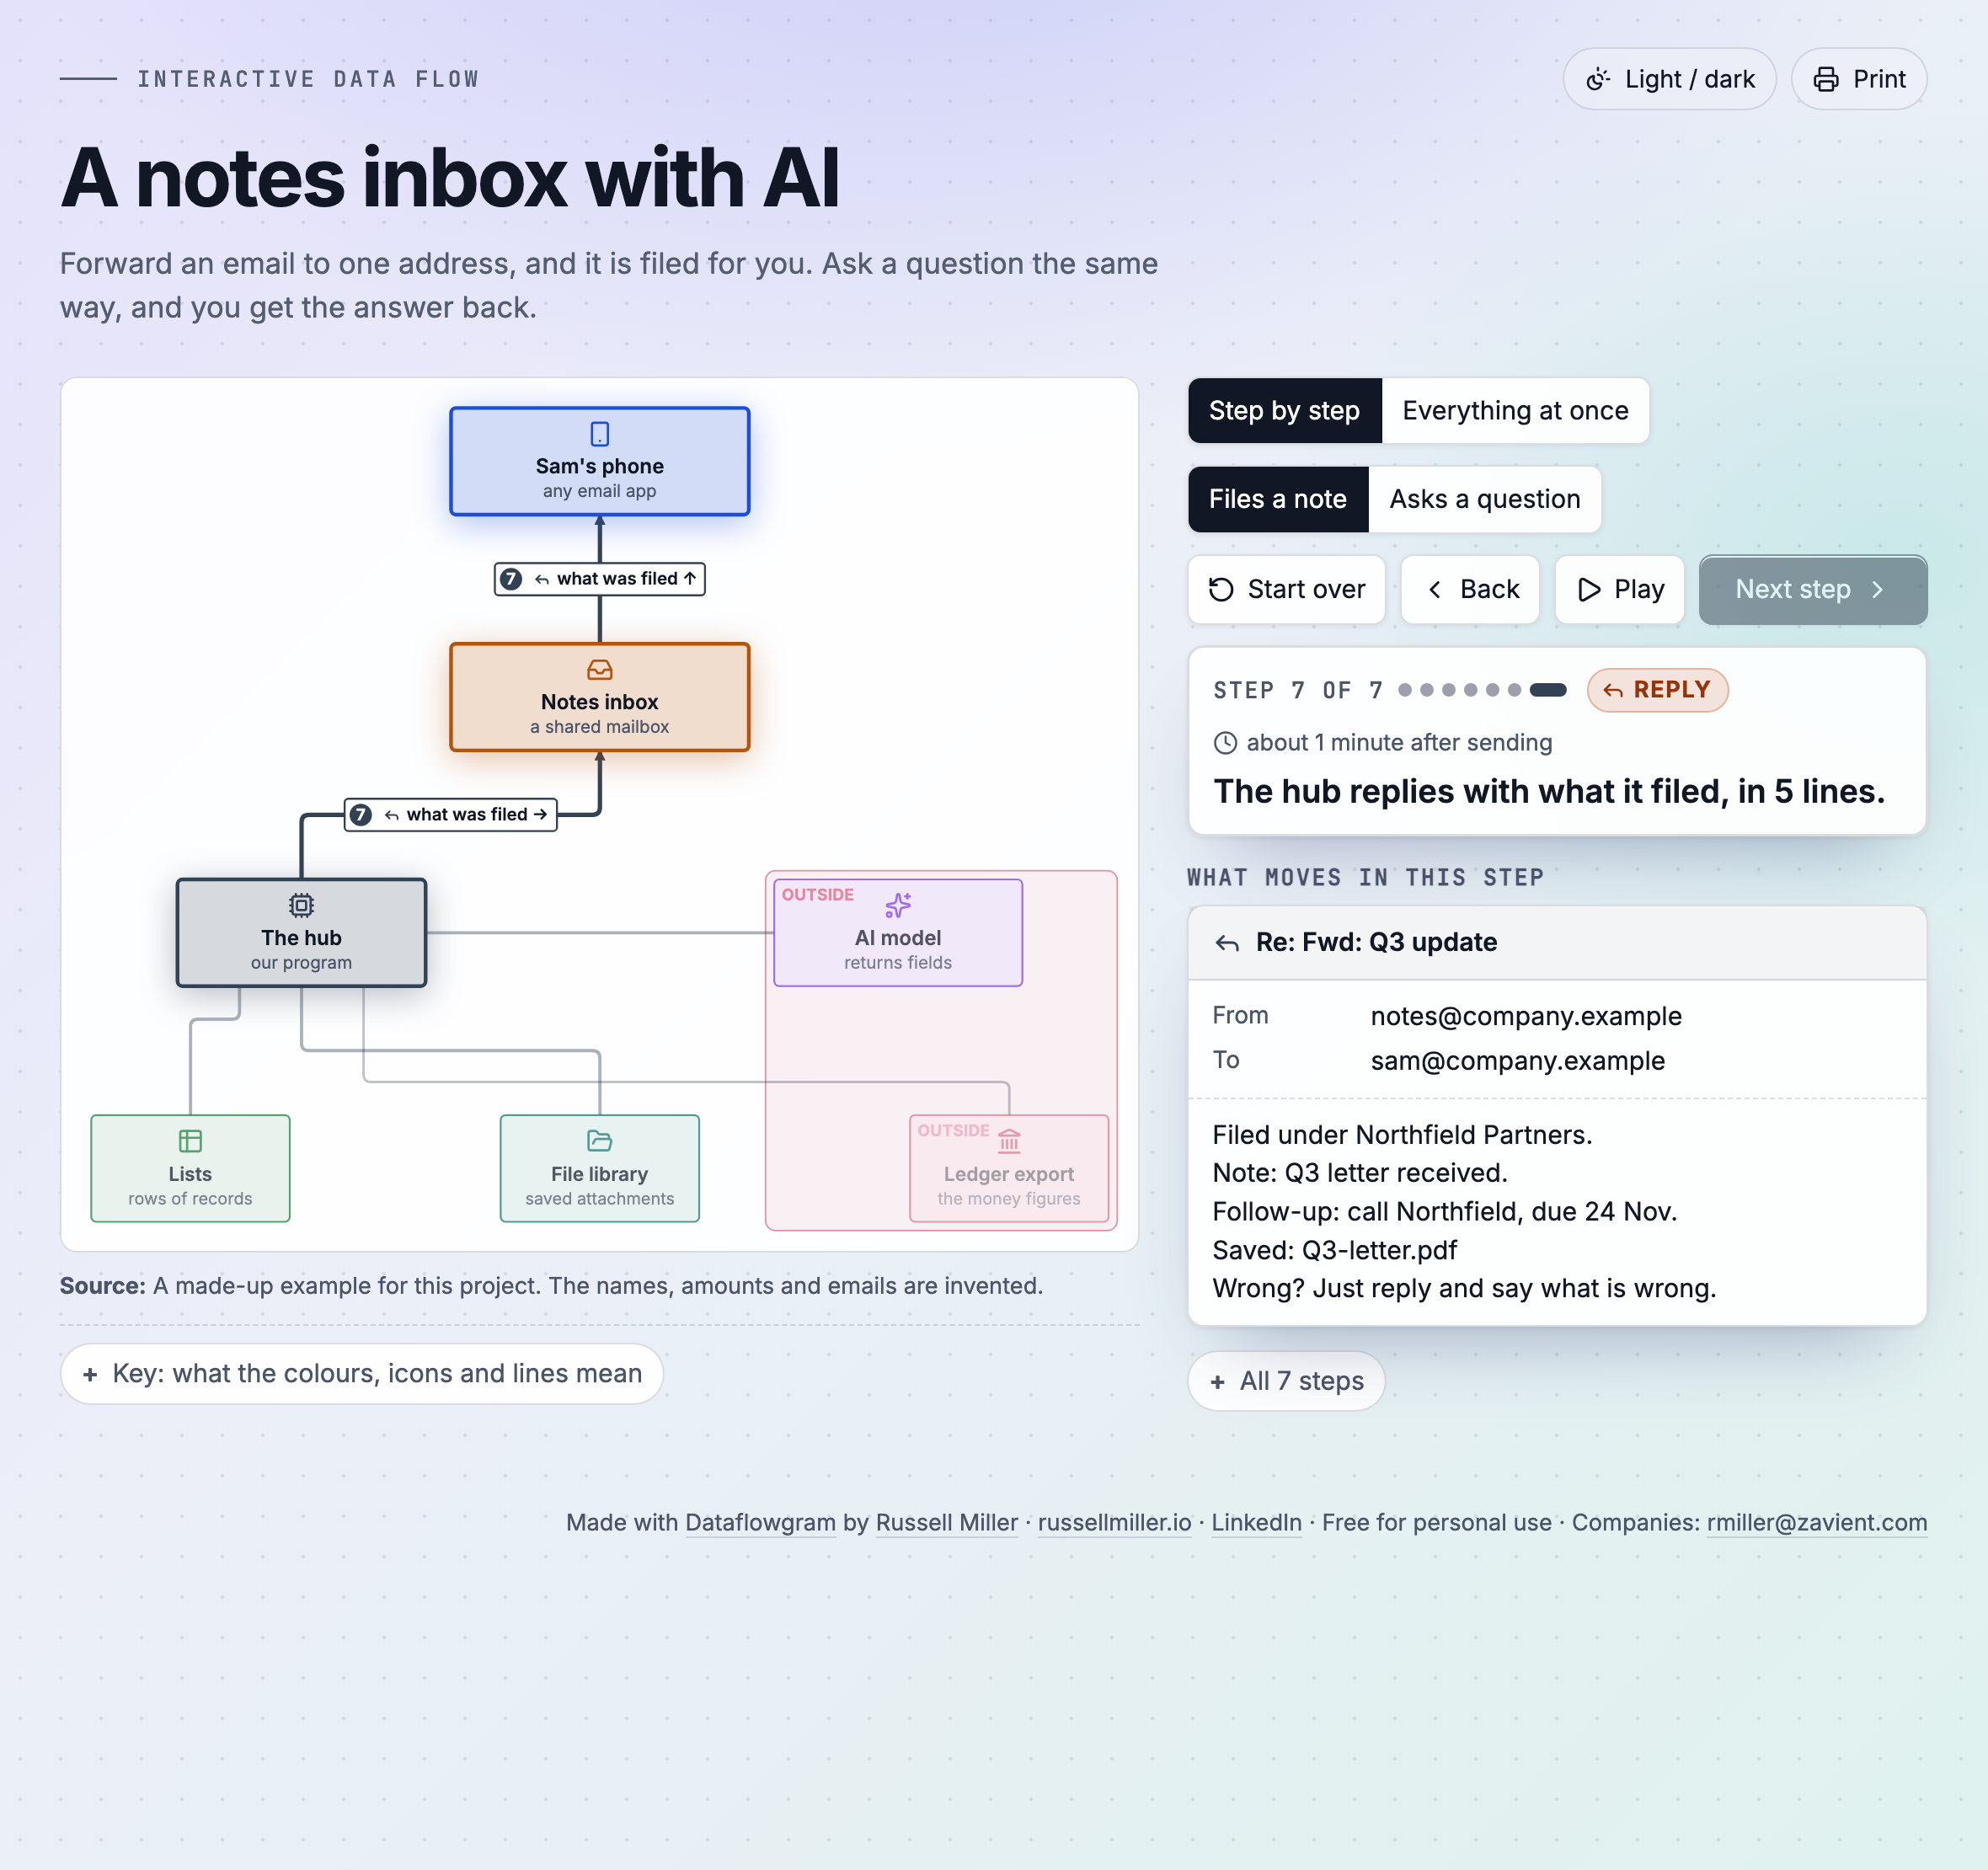 INTERACTIVE DATA FLOW
Light / dark
Print
A notes inbox with AI
Forward an email to one address, and it is filed for you. Ask a question the same
way, and you get the answer back.
Sam's phone
any email app
7 what was filed ↑
Notes inbox
a shared mailbox
7 what was filed →
The hub
our program
OUTSIDE
AI model
returns fields
Lists
rows of records
File library
saved attachments
OUTSIDE
Ledger export
the money figures
Source: A made-up example for this project. The names, amounts and emails are invented.
+ Key: what the colours, icons and lines mean
Step by step
Everything at once
Files a note
Asks a question
Start over
Back
Play
Next step
STEP 7 OF 7
REPLY
about 1 minute after sending
The hub replies with what it filed, in 5 lines.
WHAT MOVES IN THIS STEP
Re: Fwd: Q3 update
From notes@company.example
To sam@company.example
Filed under Northfield Partners.
Note: Q3 letter received.
Follow-up: call Northfield, due 24 Nov.
Saved: Q3-letter.pdf
Wrong? Just reply and say what is wrong.
+ All 7 steps
Made with Dataflowgram by Russell Miller · russellmiller.io · LinkedIn · Free for personal use · Companies: rmiller@zavient.com